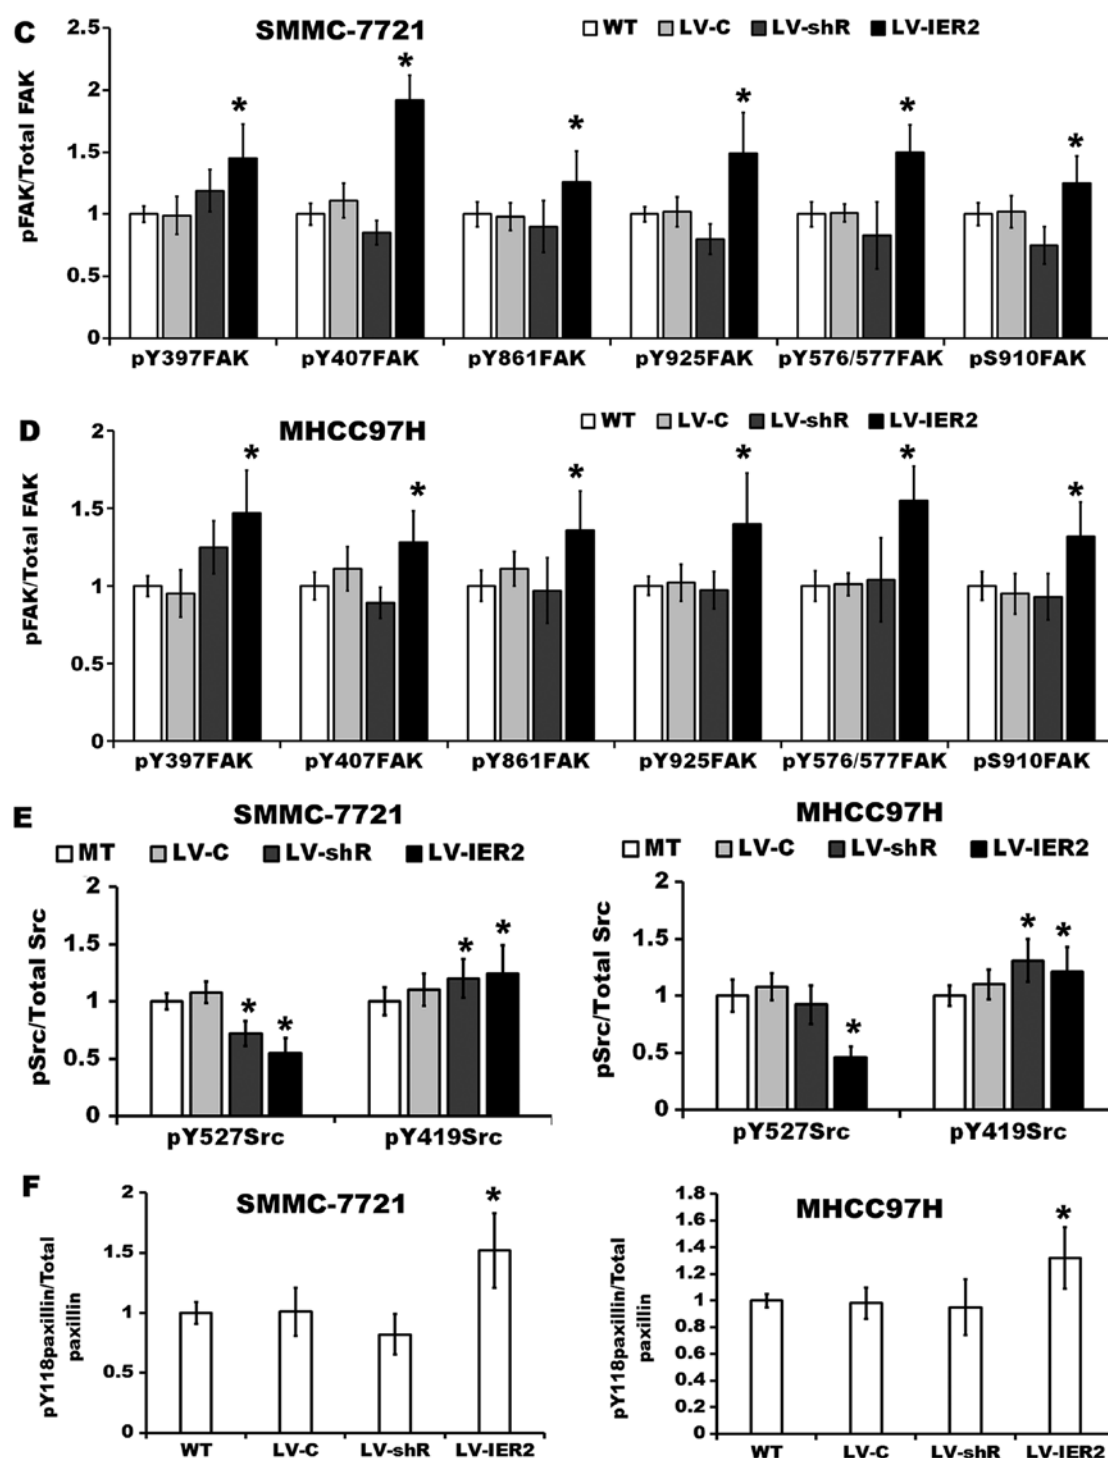 C
SMMC-7721
WT LV-C LV-shR LV-IER2
pFAK/Total FAK
2.5
2
1.5
1
0.5
0
* * * * * *
pY397FAK pY407FAK pY861FAK pY925FAK pY576/577FAK pS910FAK
D
MHCC97H
WT LV-C LV-shR LV-IER2
pFAK/Total FAK
2
1.5
1
0.5
0
* * * * * *
pY397FAK pY407FAK pY861FAK pY925FAK pY576/577FAK pS910FAK
E
SMMC-7721
MT LV-C LV-shR LV-IER2
pSrc/Total Src
2
1.5
1
0.5
0
* * * *
pY527Src pY419Src
MHCC97H
MT LV-C LV-shR LV-IER2
pSrc/Total Src
2
1.5
1
0.5
0
* * *
pY527Src pY419Src
F
SMMC-7721
pY118paxillin/Total
paxillin
2
1.5
1
0.5
0
*
WT LV-C LV-shR LV-IER2
MHCC97H
pY118paxillin/Total
paxillin
1.8
1.6
1.4
1.2
1
0.8
0.6
0.4
0.2
0
*
WT LV-C LV-shR LV-IER2